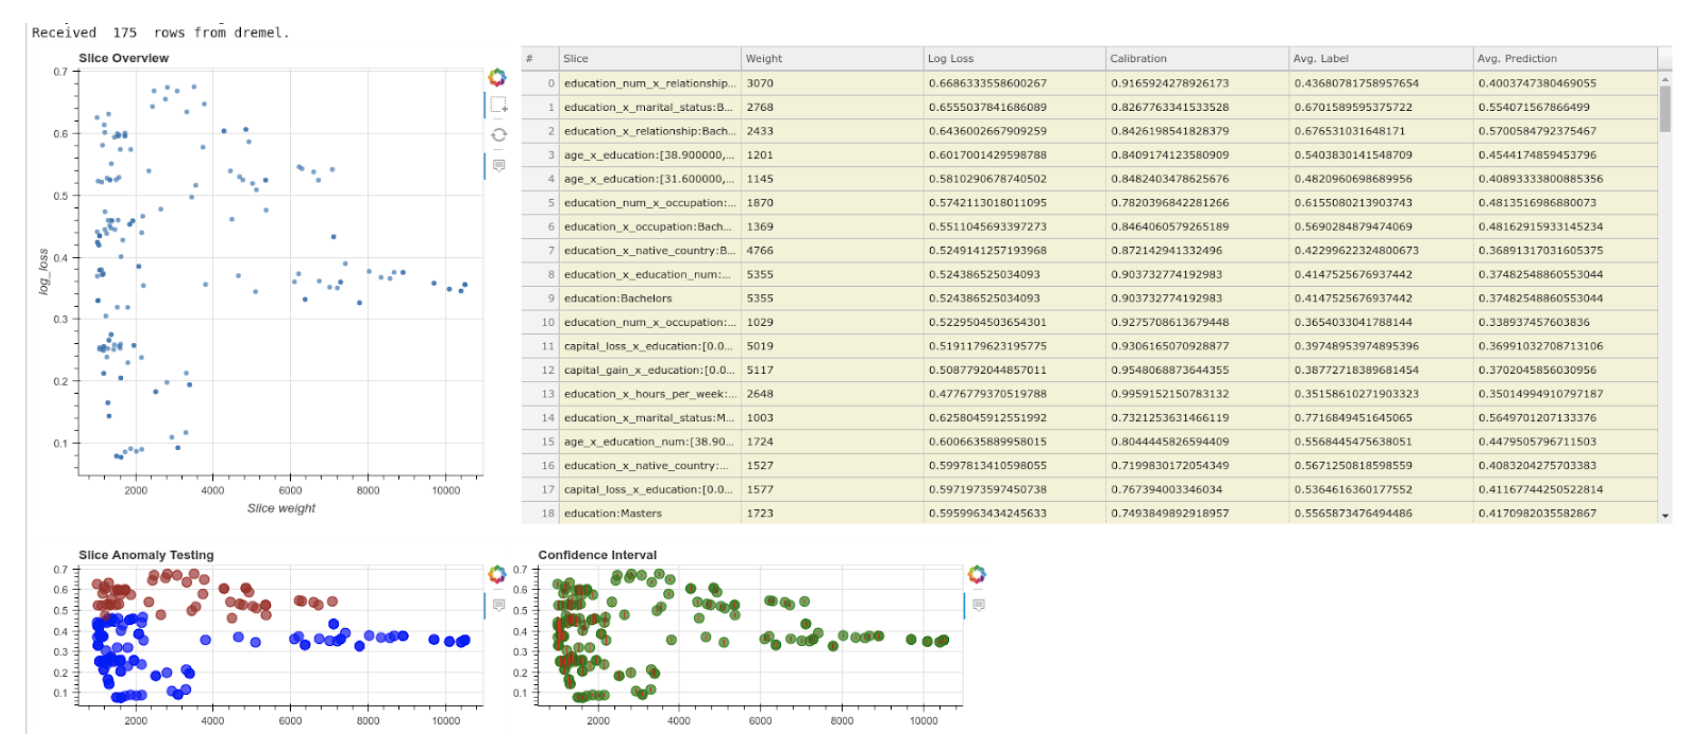 Received  175  rows from dremel.
Slice Overview
0.7
0.6
0.5
0.4
0.3
0.2
0.1
log_loss
2000 4000 6000 8000 10000
Slice weight
# Slice Weight Log Loss Calibration Avg. Label Avg. Prediction
0 education_num_x_relationship... 3070 0.6686333558600267 0.9165924278926173 0.43680781758957654 0.4003747380469055
1 education_x_marital_status:B... 2768 0.6555037841686089 0.8267763341533528 0.6701589595375722 0.554071567866499
2 education_x_relationship:Bach... 2433 0.6436002667909259 0.8426198541828379 0.676531031648171 0.5700584792375467
3 age_x_education:[38.900000,... 1201 0.6017001429598788 0.8409174123580909 0.5403830141548709 0.4544174859453796
4 age_x_education:[31.600000,... 1145 0.5810290678740502 0.8482403478625676 0.4820960698689956 0.40893333800885356
5 education_num_x_occupation:... 1870 0.5742113018011095 0.7820396842281266 0.6155080213903743 0.4813516986880073
6 education_x_occupation:Bach... 1369 0.5511045693397273 0.8464060579265189 0.5690284879474069 0.48162915933145234
7 education_x_native_country:B... 4766 0.52491412571​93968 0.872142941332496 0.42299622324800673 0.36891317031605375
8 education_x_education_num:... 5355 0.524386525034093 0.903732774192983 0.4147525676937442 0.37482548860553044
9 education:Bachelors 5355 0.524386525034093 0.903732774192983 0.4147525676937442 0.37482548860553044
10 education_num_x_occupation:... 1029 0.5229504503654301 0.9275708613679448 0.3654033041788144 0.338937457603836
11 capital_loss_x_education:[0.0... 5019 0.5191179623195775 0.9306165070928877 0.39748953974895396 0.36991032708713106
12 capital_gain_x_education:[0.0... 5117 0.5087792044857011 0.9548068873644355 0.38772718389681454 0.3702045856030956
13 education_x_hours_per_week:... 2648 0.4776779370519788 0.9959152150783132 0.35158610271903323 0.35014994910797187
14 education_x_marital_status:M... 1003 0.6258045912551992 0.7321253631466119 0.7716849451645065 0.5649701207133376
15 age_x_education_num:[38.90... 1724 0.6006635889958015 0.8044445826594409 0.5568445475638051 0.4479505796711503
16 education_x_native_country:... 1527 0.5997813410598055 0.7199830172054349 0.5671250818598559 0.4083204275703383
17 capital_loss_x_education:[0.0... 1577 0.5971973597450738 0.767394003346034 0.5364616360177552 0.41167744250522814
18 education:Masters 1723 0.5959963434245633 0.7493849892918957 0.5565873476494486 0.4170982035582867
Slice Anomaly Testing
0.7
0.6
0.5
0.4
0.3
0.2
0.1
2000 4000 6000 8000 10000
Confidence Interval
0.7
0.6
0.5
0.4
0.3
0.2
0.1
2000 4000 6000 8000 10000